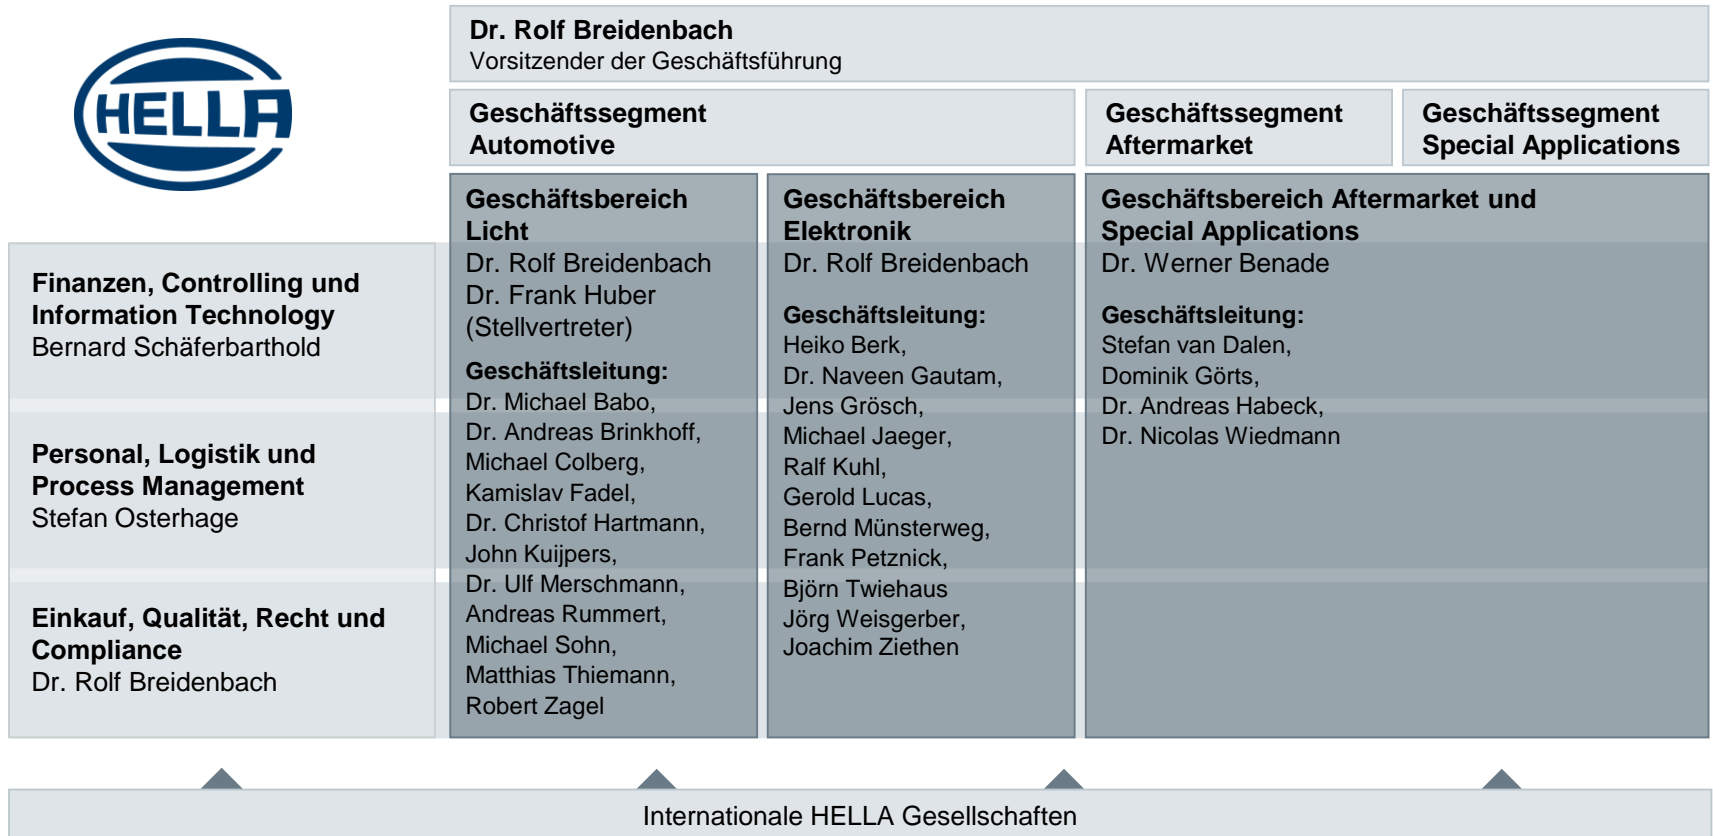 HELLA
Dr. Rolf Breidenbach
Vorsitzender der Geschäftsführung
Geschäftssegment
Automotive
Geschäftssegment
Aftermarket
Geschäftssegment
Special Applications
Finanzen, Controlling und
Information Technology
Bernard Schäferbarthold
Personal, Logistik und
Process Management
Stefan Osterhage
Einkauf, Qualität, Recht und
Compliance
Dr. Rolf Breidenbach
Geschäftsbereich
Licht
Dr. Rolf Breidenbach
Dr. Frank Huber
(Stellvertreter)
Geschäftsleitung:
Dr. Michael Babo,
Dr. Andreas Brinkhoff,
Michael Colberg,
Kamislav Fadel,
Dr. Christof Hartmann,
John Kuijpers,
Dr. Ulf Merschmann,
Andreas Rummert,
Michael Sohn,
Matthias Thiemann,
Robert Zagel
Geschäftsbereich
Elektronik
Dr. Rolf Breidenbach
Geschäftsleitung:
Heiko Berk,
Dr. Naveen Gautam,
Jens Grösch,
Michael Jaeger,
Ralf Kuhl,
Gerold Lucas,
Bernd Münsterweg,
Frank Petznick,
Björn Twiehaus
Jörg Weisgerber,
Joachim Ziethen
Geschäftsbereich Aftermarket und
Special Applications
Dr. Werner Benade
Geschäftsleitung:
Stefan van Dalen,
Dominik Görts,
Dr. Andreas Habeck,
Dr. Nicolas Wiedmann
Internationale HELLA Gesellschaften